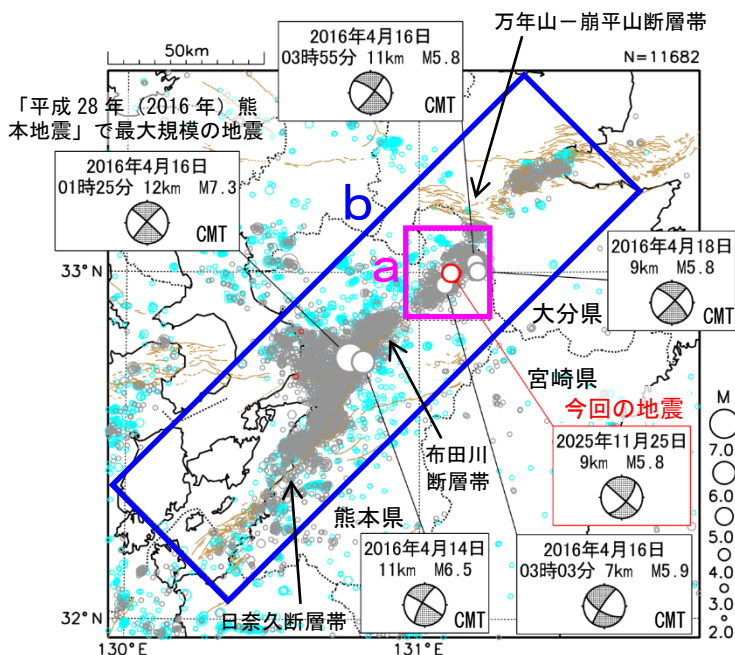 万年山－崩平山断層帯
50km
N=11682
2016年4月16日
03時55分 11km M5.8
CMT
「平成 28 年（2016 年）熊
本地震」で最大規模の地震
2016年4月16日
01時25分 12km M7.3
CMT
b
a
33°N
2016年4月18日
9km M5.8
CMT
大分県
宮崎県
今回の地震
2025年11月25日
9km M5.8
布田川
断層帯
熊本県
2016年4月14日
11km M6.5
CMT
2016年4月16日
03時03分 7km M5.9
CMT
日奈久断層帯
32°N
130°E
131°E
M
7.0
6.0
5.0
4.0
3.0
2.0